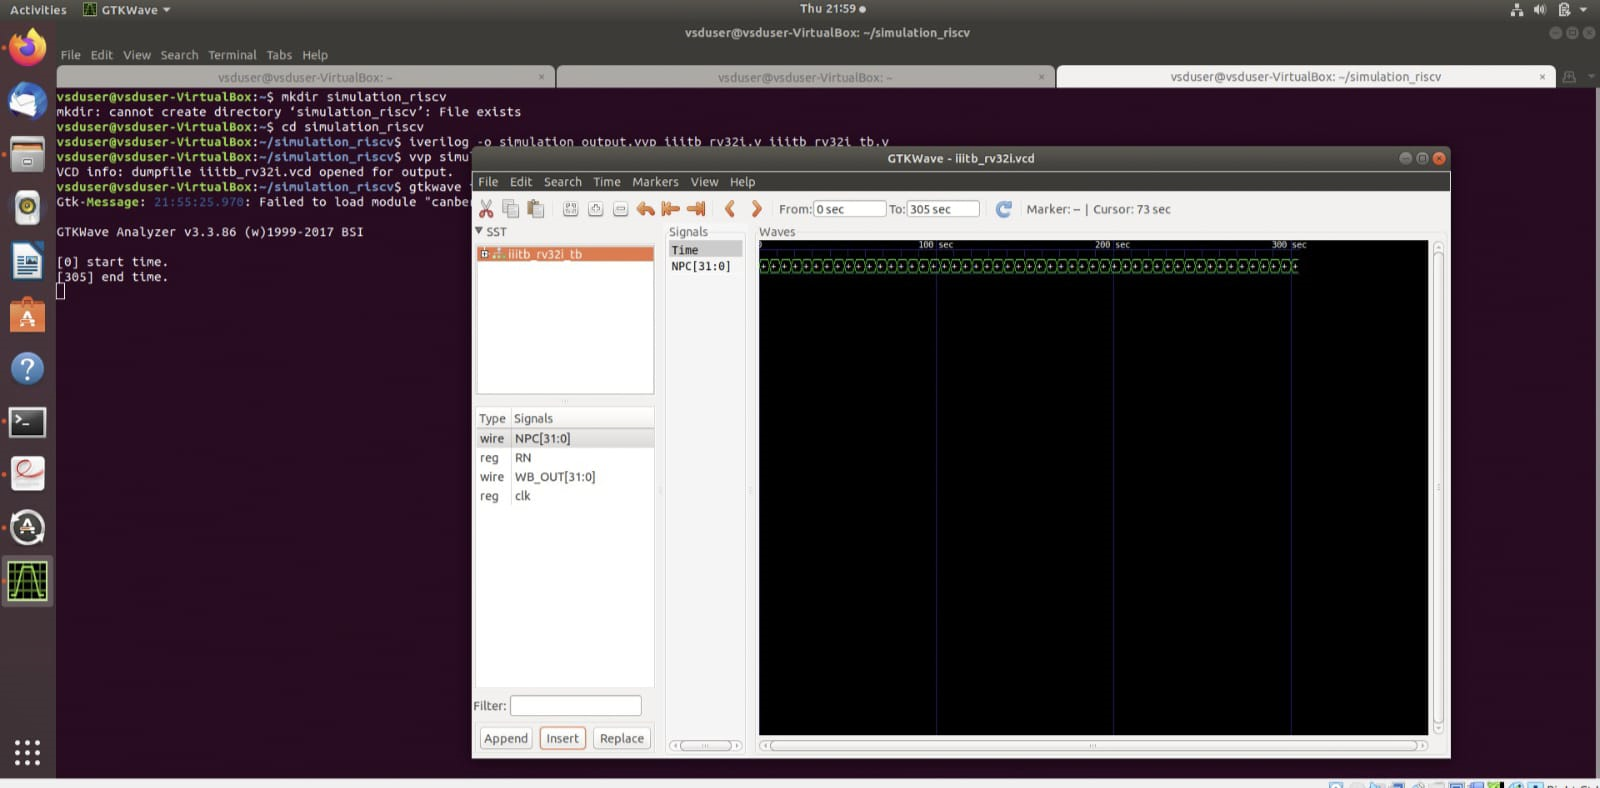 Activities GTKWave Thu 21:59
vsduser@vsduser-VirtualBox: ~/simulation_riscv
File Edit View Search Terminal Tabs Help
vsduser@vsduser-VirtualBox: ~ × vsduser@vsduser-VirtualBox: ~ × vsduser@vsduser-VirtualBox: ~/simulation_riscv ×
vsduser@vsduser-VirtualBox:~$ mkdir simulation_riscv
mkdir: cannot create directory ‘simulation_riscv’: File exists
vsduser@vsduser-VirtualBox:~$ cd simulation_riscv
vsduser@vsduser-VirtualBox:~/simulation_riscv$ iverilog -o simulation_output.vvp iiitb_rv32i.v iiitb_rv32i_tb.v
vsduser@vsduser-VirtualBox:~/simulation_riscv$ vvp simu
VCD info: dumpfile iiitb_rv32i.vcd opened for output.
vsduser@vsduser-VirtualBox:~/simulation_riscv$ gtkwave
Gtk-Message: 21:55:25.970: Failed to load module "canbe
GTKWave Analyzer v3.3.86 (w)1999-2017 BSI
[0] start time.
[305] end time.
GTKWave - iiitb_rv32i.vcd
File Edit Search Time Markers View Help
From: 0 sec To: 305 sec Marker: -- | Cursor: 73 sec
SST
iiitb_rv32i_tb
Type Signals
wire NPC[31:0]
reg RN
wire WB_OUT[31:0]
reg clk
Filter:
Append Insert Replace
Signals
Time
NPC[31:0]
Waves
100 sec 200 sec 300 sec